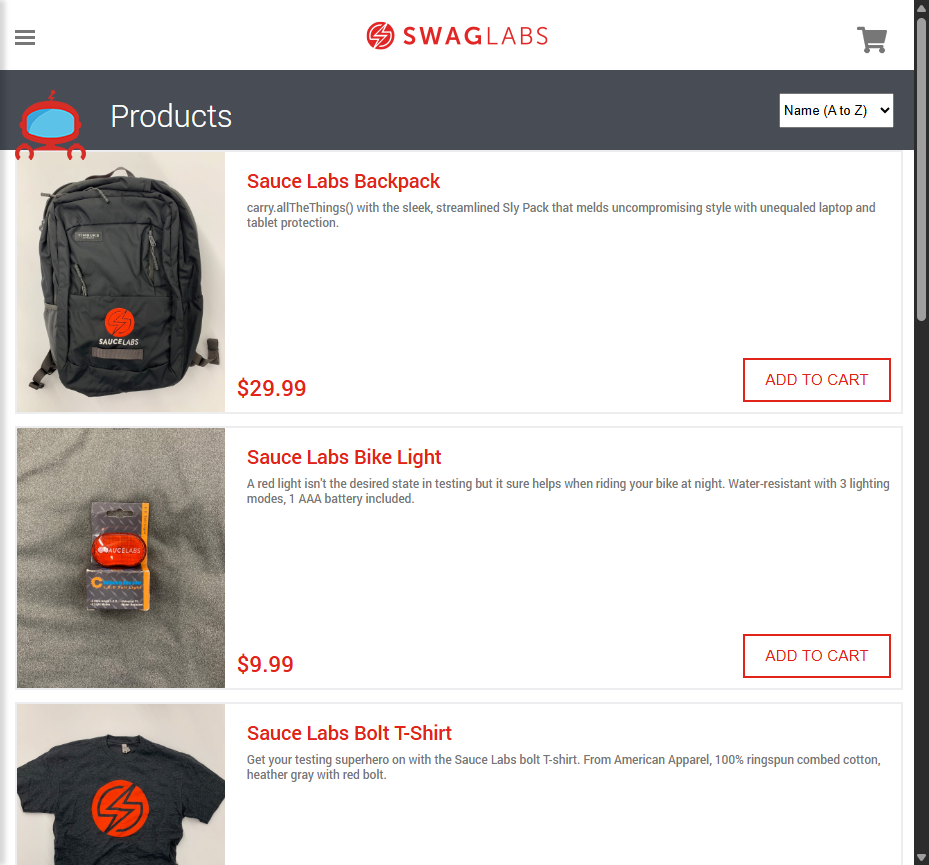 SWAGLABS
Products
Name (A to Z)
SAUCELABS
Sauce Labs Backpack
carry.allTheThings() with the sleek, streamlined Sly Pack that melds uncompromising style with unequaled laptop and
tablet protection.
$29.99
ADD TO CART
SAUCELABS
Sauce Labs Bike Light
A red light isn't the desired state in testing but it sure helps when riding your bike at night. Water-resistant with 3 lighting
modes, 1 AAA battery included.
$9.99
ADD TO CART
Sauce Labs Bolt T-Shirt
Get your testing superhero on with the Sauce Labs bolt T-shirt. From American Apparel, 100% ringspun combed cotton,
heather gray with red bolt.